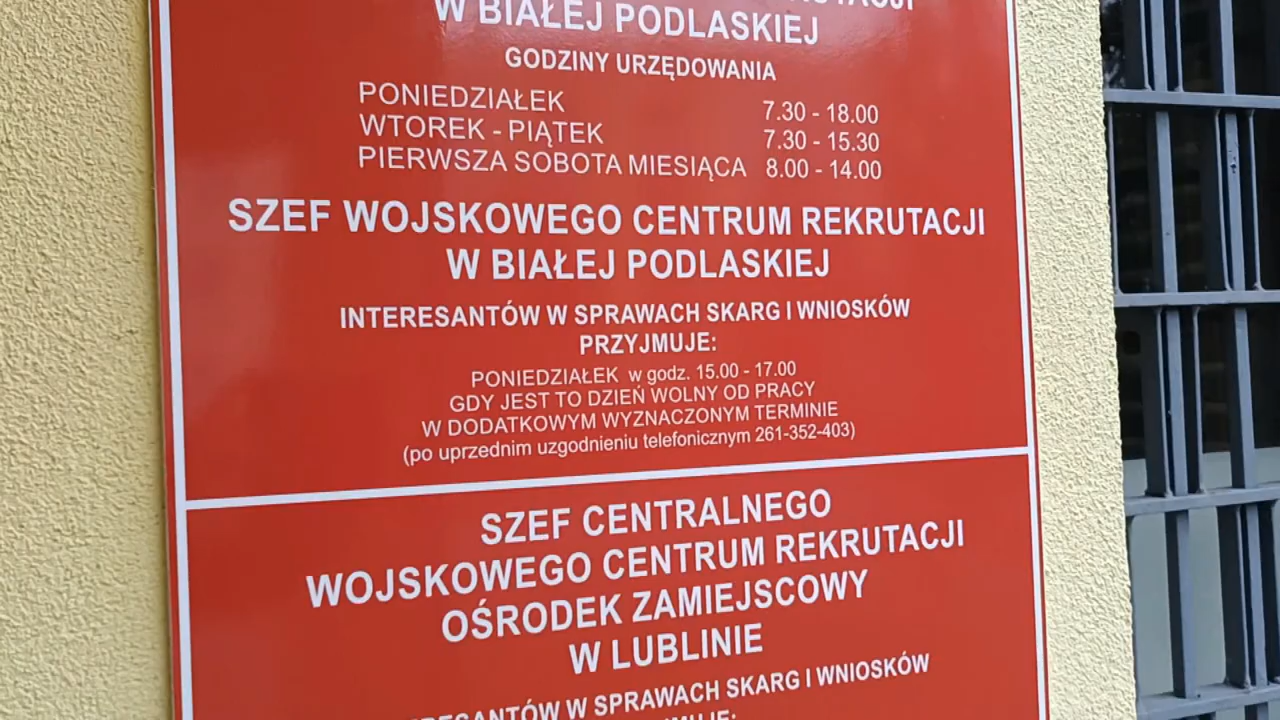 W BIAŁEJ PODLASKIEJ
GODZINY URZĘDOWANIA
PONIEDZIAŁEK 7.30 - 18.00
WTOREK - PIĄTEK 7.30 - 15.30
PIERWSZA SOBOTA MIESIĄCA 8.00 - 14.00
SZEF WOJSKOWEGO CENTRUM REKRUTACJI
W BIAŁEJ PODLASKIEJ
INTERESANTÓW W SPRAWACH SKARG I WNIOSKÓW
PRZYJMUJE:
PONIEDZIAŁEK w godz. 15.00 - 17.00
GDY JEST TO DZIEŃ WOLNY OD PRACY
W DODATKOWYM WYZNACZONYM TERMINIE
(po uprzednim uzgodnieniu telefonicznym 261-352-403)
SZEF CENTRALNEGO
WOJSKOWEGO CENTRUM REKRUTACJI
OŚRODEK ZAMIEJSCOWY
W LUBLINIE
W SPRAWACH SKARG I WNIOSKÓW